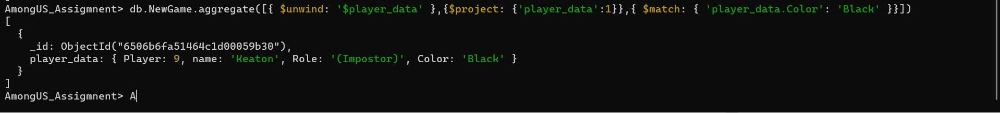 AmongUS_Assigmnent> db.NewGame.aggregate([{ $unwind: '$player_data' },{$project: {'player_data':1}},{ $match: { 'player_data.Color': 'Black' }}])
[
  {
    _id: ObjectId("6506b6fa51464c1d00059b30"),
    player_data: { Player: 9, name: 'Keaton', Role: '(Impostor)', Color: 'Black' }
  }
]
AmongUS_Assigmnent> A